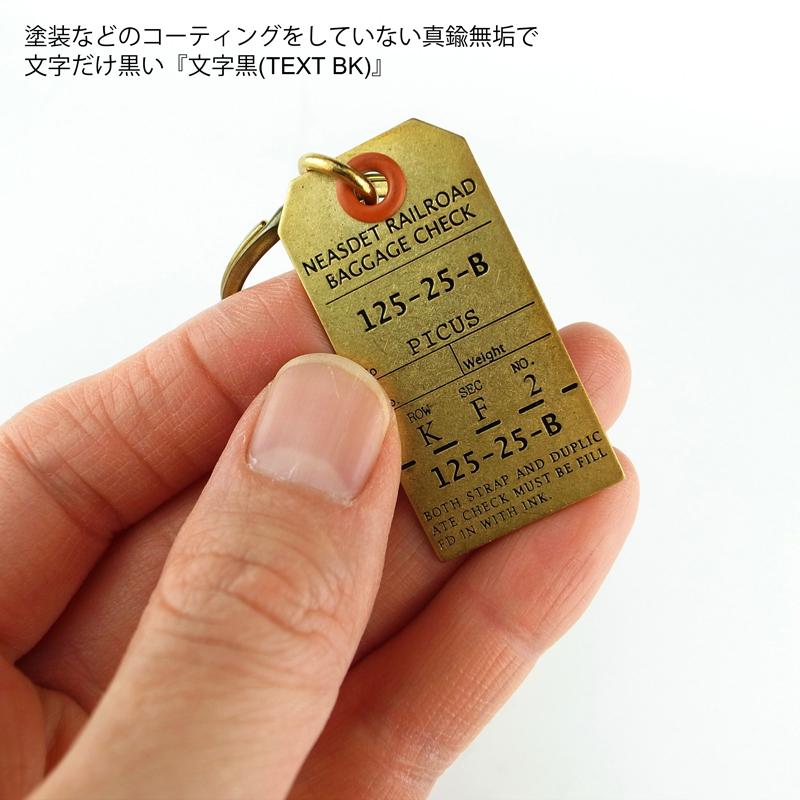 塗装などのコーティングをしていない真鍮無垢で
文字だけ黒い『文字黒(TEXT BK)』
NEASDET RAILROAD
BAGGAGE CHECK
125-25-B
PICUS
Weight
ROW SEC NO.
K F 2
125-25-B
BOTH STRAP AND DUPLIC
ATE CHECK MUST BE FILL
ED IN WITH INK.